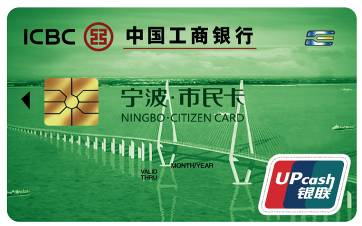 ICBC 中国工商银行
宁波·市民卡
NINGBO·CITIZEN CARD
MONTH/YEAR
VALID
THRU
UPcash
银联